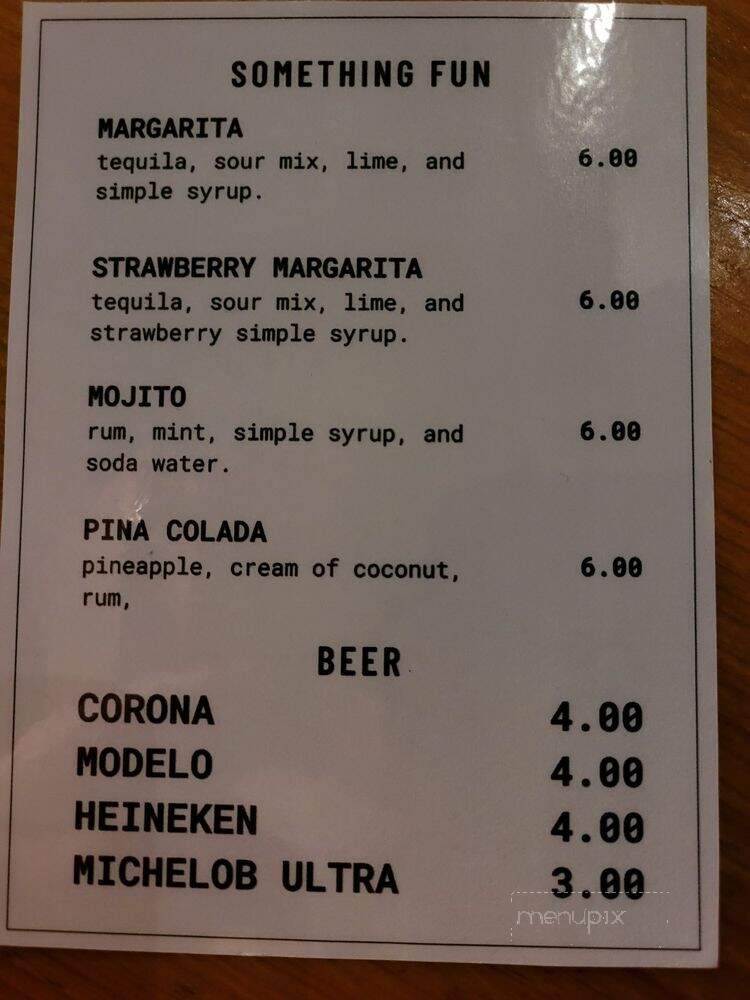 SOMETHING FUN
MARGARITA
tequila, sour mix, lime, and 6.00
simple syrup.
STRAWBERRY MARGARITA
tequila, sour mix, lime, and 6.00
strawberry simple syrup.
MOJITO
rum, mint, simple syrup, and 6.00
soda water.
PINA COLADA
pineapple, cream of coconut, 6.00
rum,
BEER
CORONA 4.00
MODELO 4.00
HEINEKEN 4.00
MICHELOB ULTRA 3.00
menupix